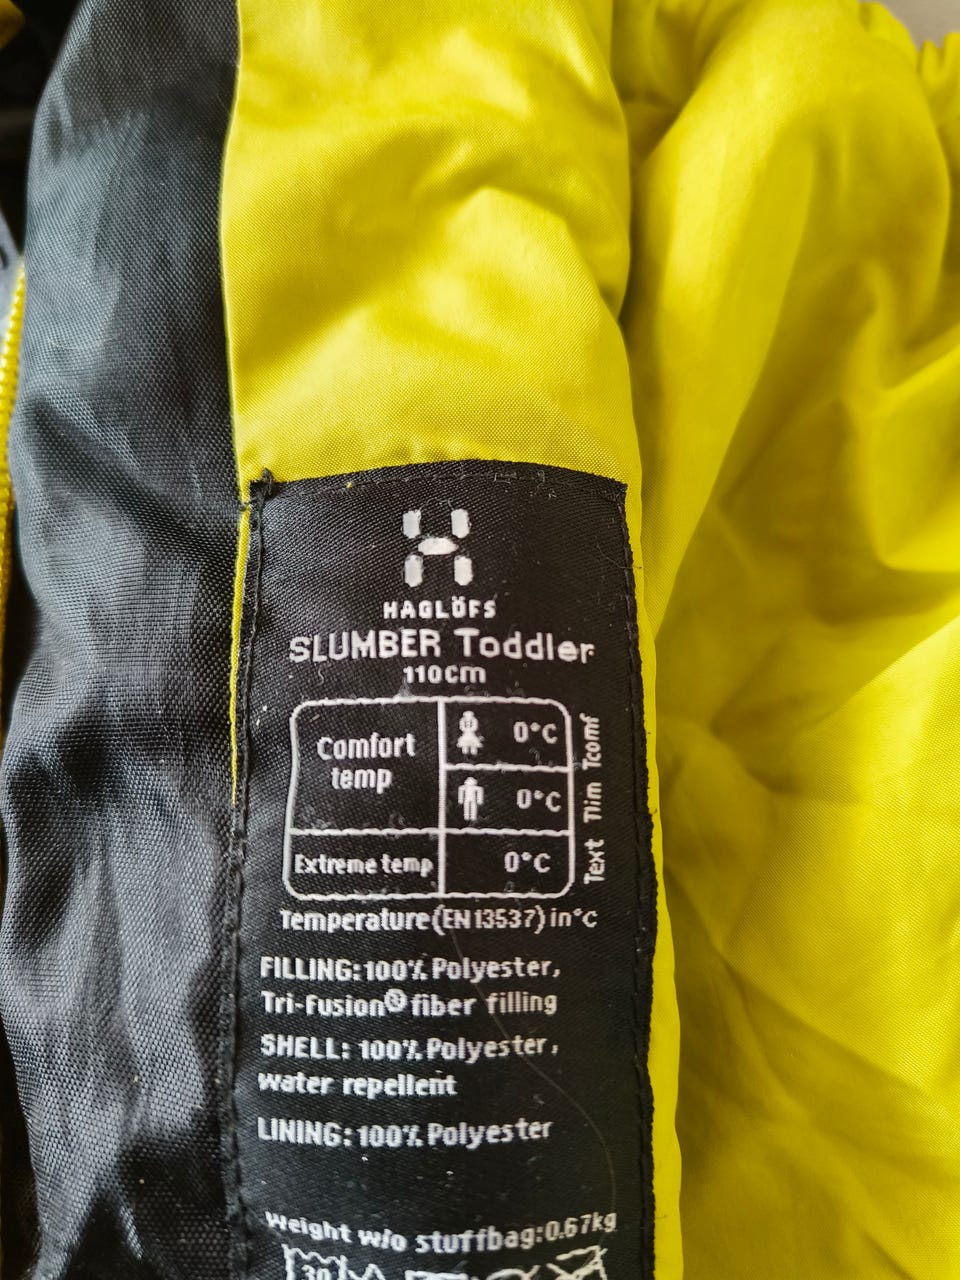 HAGLÖFS
SLUMBER Toddler
110cm
Comfort temp
0°C
0°C
Extreme temp
0°C
Tcomf
Tlim
Text
Temperature (EN 13537) in °C
FILLING: 100% Polyester,
Tri-Fusion® fiber filling
SHELL: 100% Polyester,
water repellent
LINING: 100% Polyester
Weight w/o stuffbag: 0.67kg
30